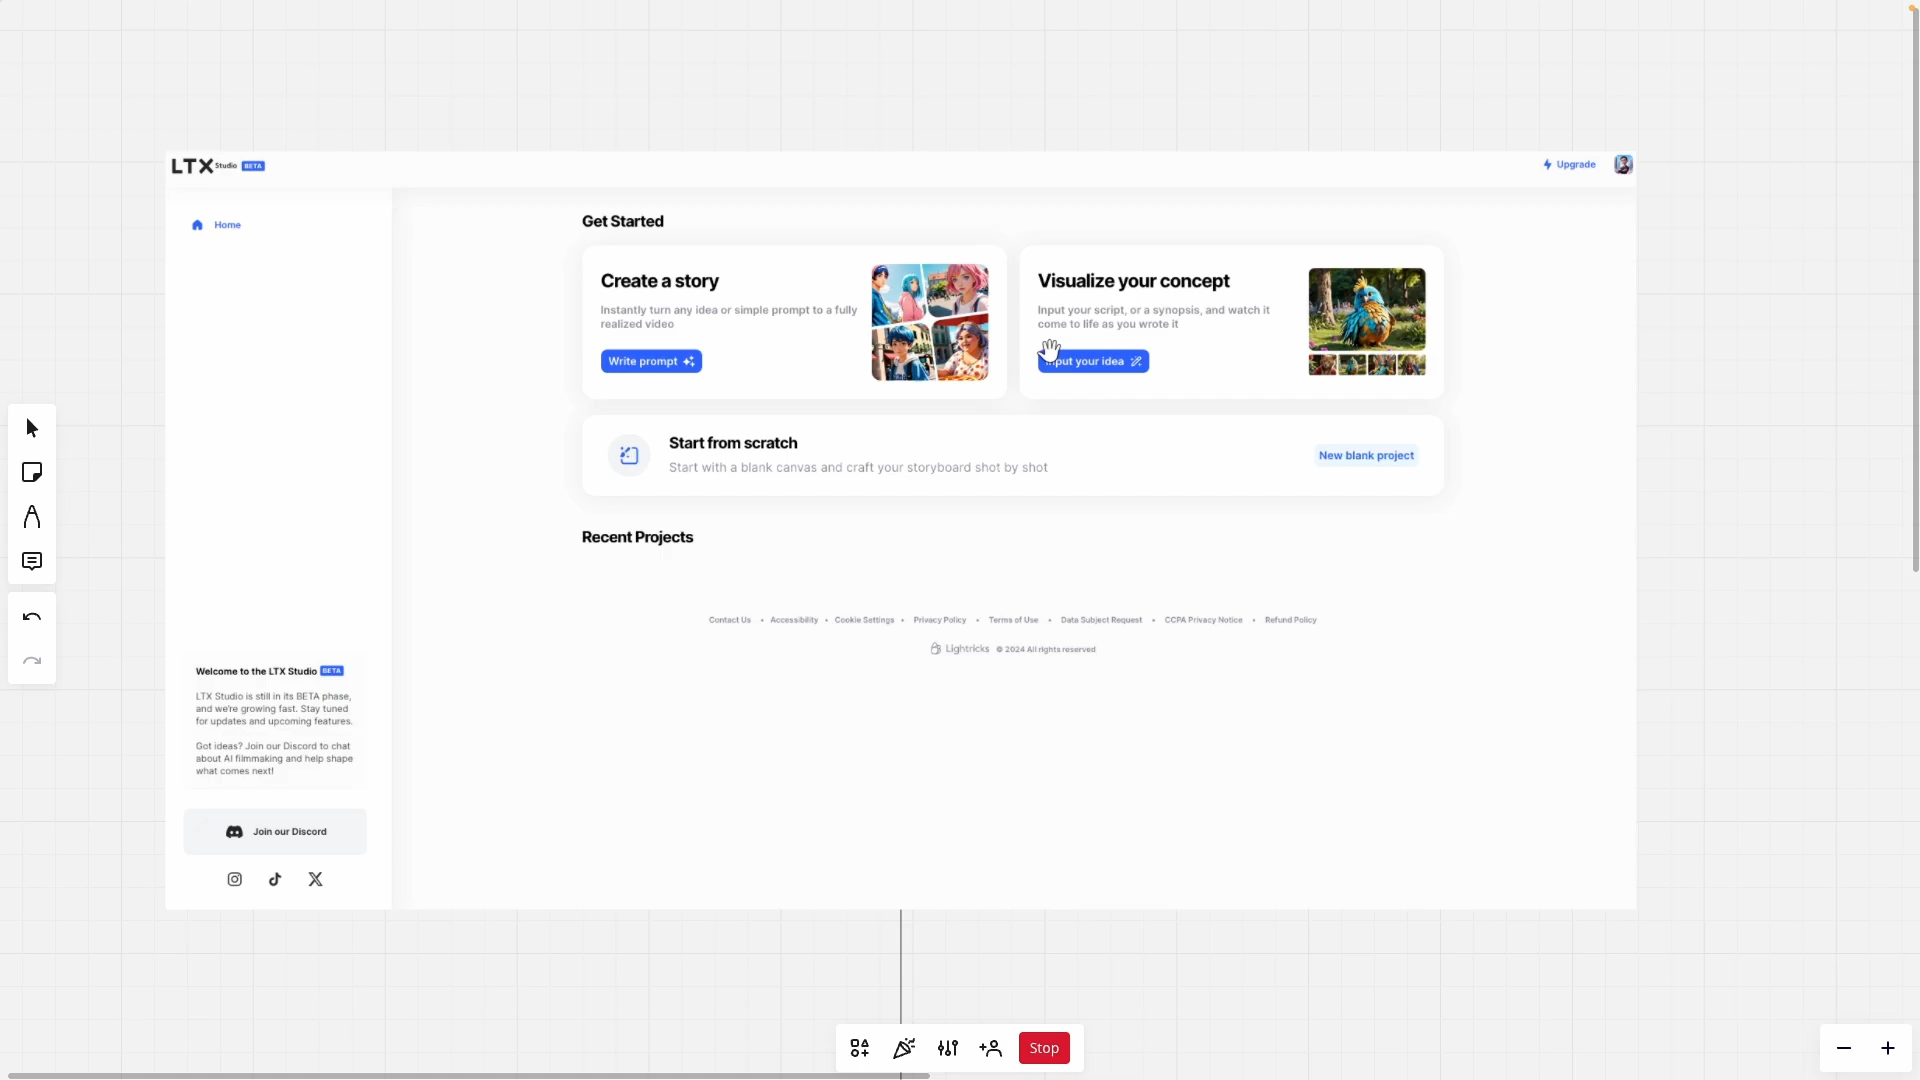 LTX Studio BETA
Upgrade
Home
Get Started
Create a story
Instantly turn any idea or simple prompt to a fully
realized video
Write prompt
Visualize your concept
Input your script, or a synopsis, and watch it
come to life as you wrote it
your idea
Start from scratch
Start with a blank canvas and craft your storyboard shot by shot
New blank project
Recent Projects
Contact Us • Accessibility • Cookie Settings • Privacy Policy • Terms of Use • Data Subject Request • CCPA Privacy Notice • Refund Policy
Lightricks © 2024 All rights reserved
Welcome to the LTX Studio BETA
LTX Studio is still in its BETA phase,
and we're growing fast. Stay tuned
for updates and upcoming features.
Got ideas? Join our Discord to chat
about AI filmmaking and help shape
what comes next!
Join our Discord
Stop